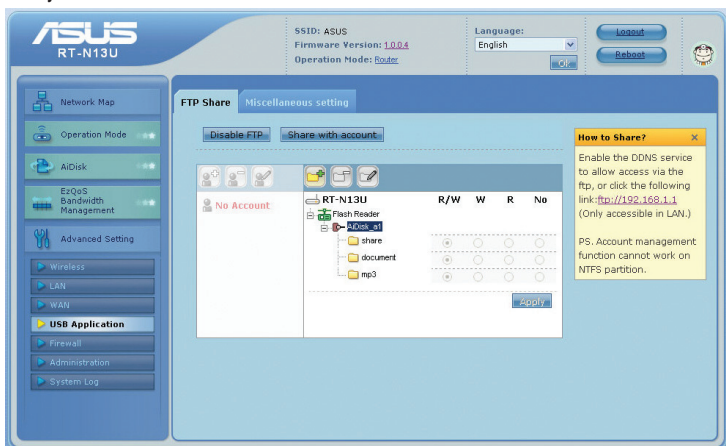 ASUS
RT-N13U
SSID: ASUS
Firmware Version: 1.0.0.4
Operation Mode: Router
Language:
English
OK
Logout
Reboot
Network Map
Operation Mode
AiDisk
EzQoS
Bandwidth
Management
Advanced Setting
Wireless
LAN
WAN
USB Application
Firewall
Administration
System Log
FTP Share Miscellaneous setting
Disable FTP Share with account
No Account
RT-N13U R/W W R No
Flash Reader
AiDisk_a1
share
document
mp3
Apply
How to Share? ×
Enable the DDNS service
to allow access via the
ftp, or click the following
link:ftp://192.168.1.1
(Only accessible in LAN.)
PS. Account management
function cannot work on
NTFS partition.